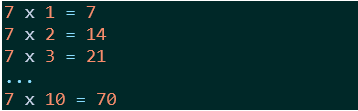 7 x 1 = 7
7 x 2 = 14
7 x 3 = 21
...
7 x 10 = 70